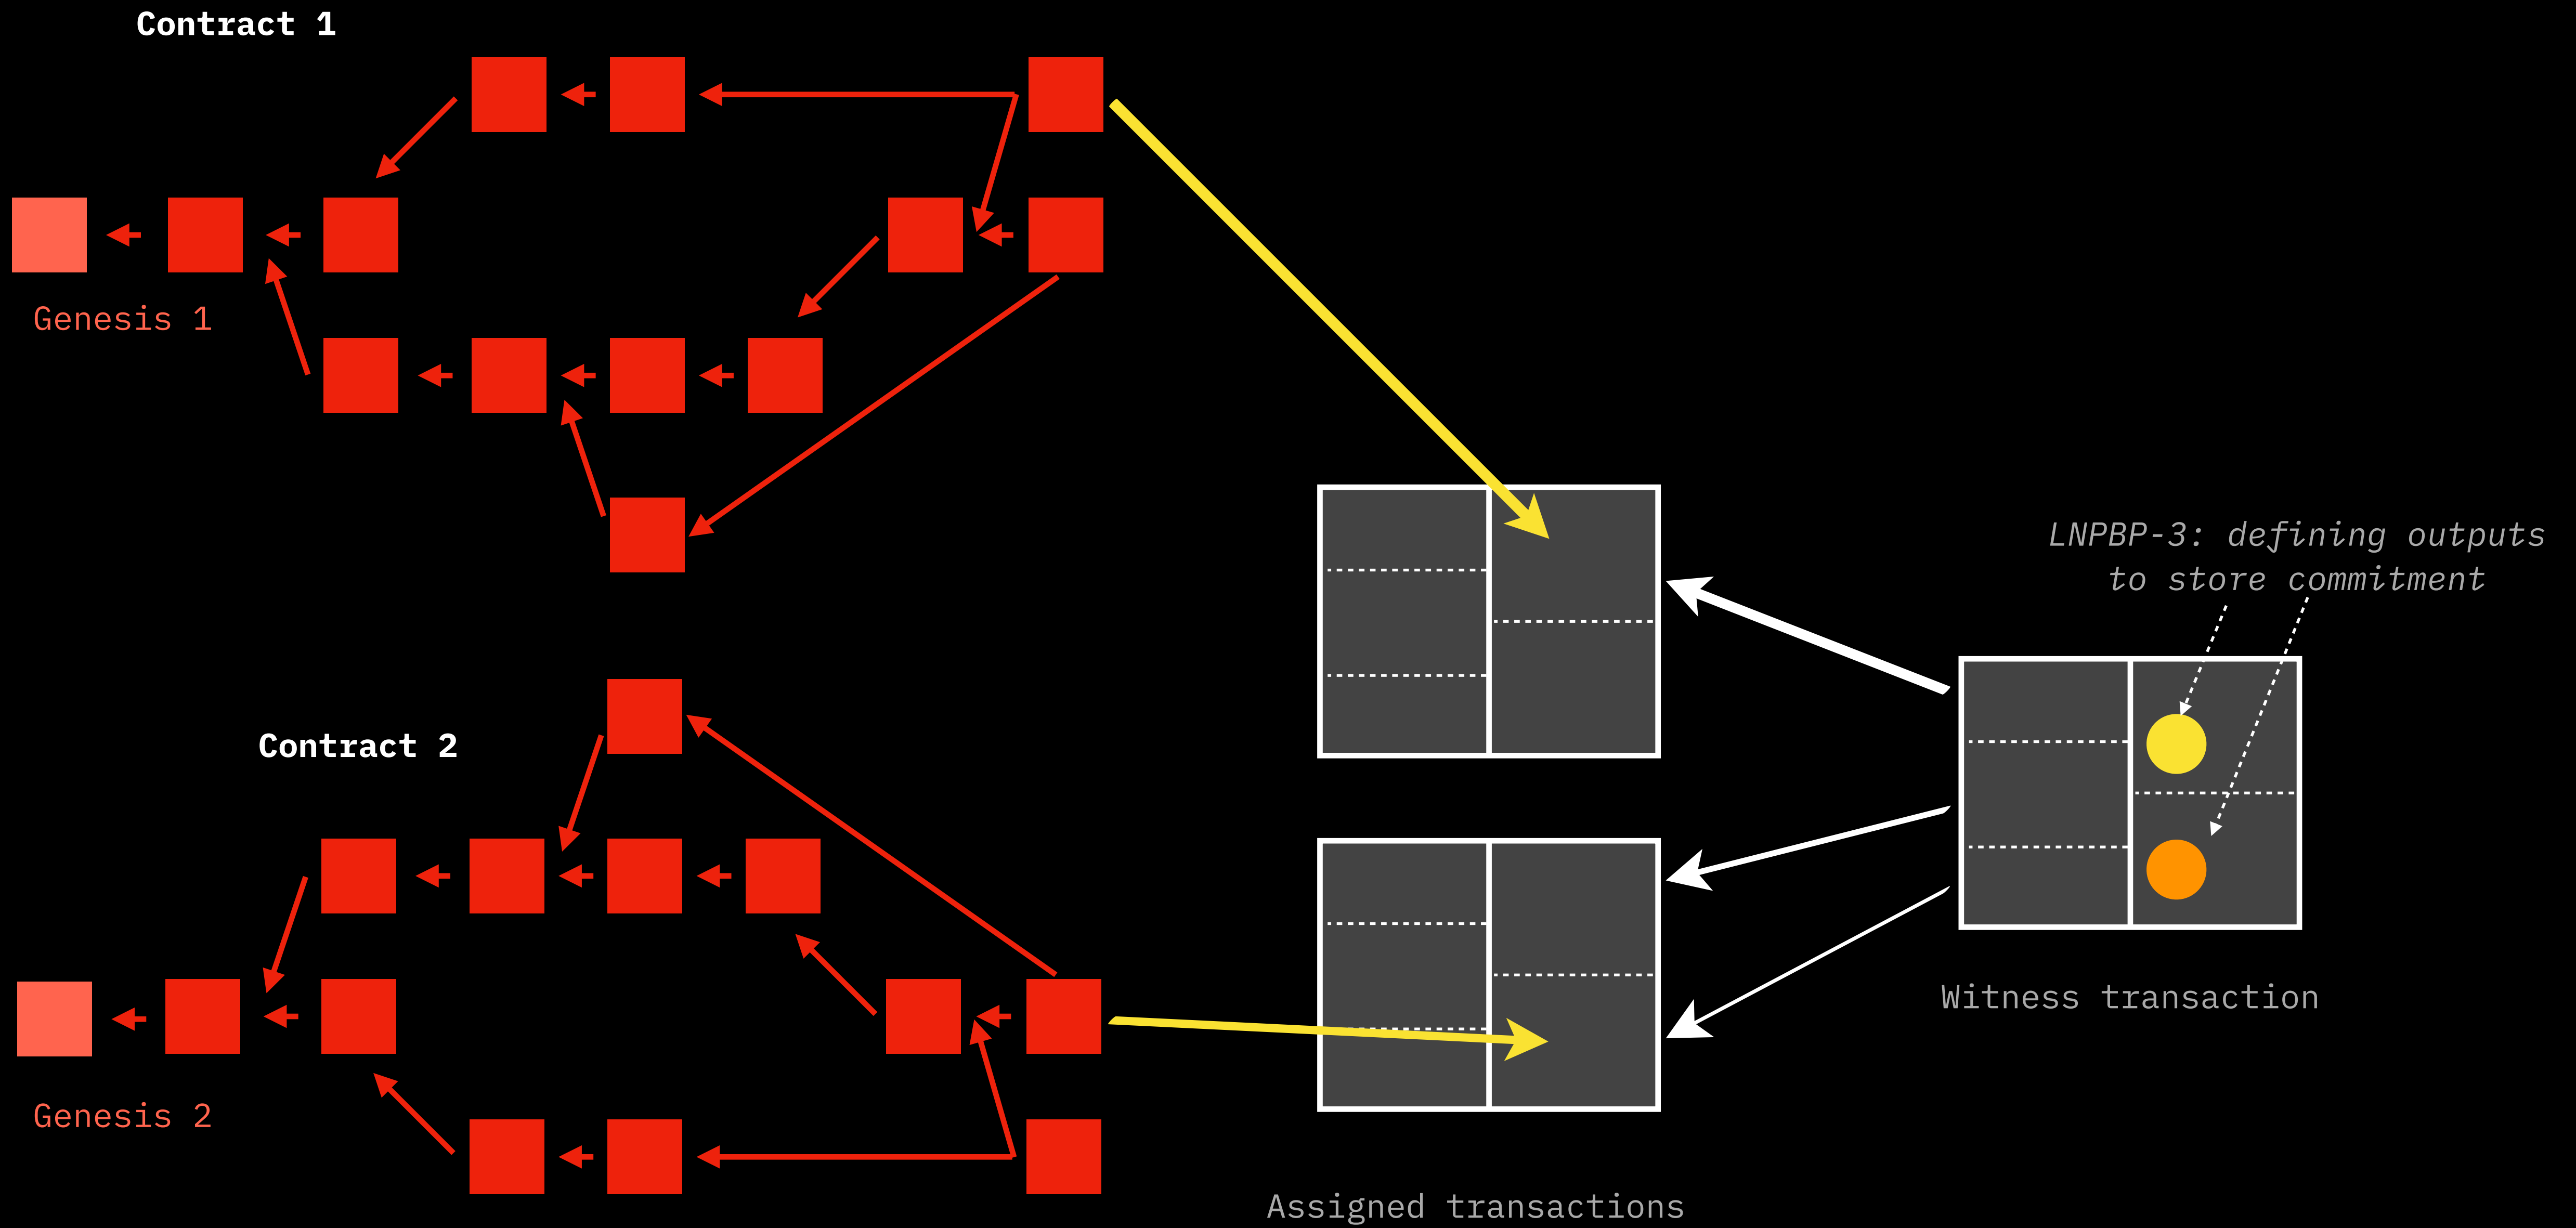 Contract 1
Genesis 1
LNPBP-3: defining outputs
to store commitment
Contract 2
Witness transaction
Genesis 2
Assigned transactions